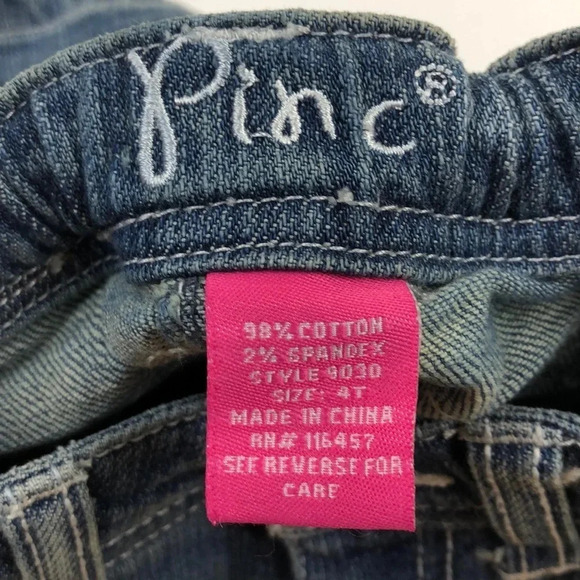 Pinc®
98% COTTON
2% SPANDEX
STYLE 9030
SIZE: 4T
MADE IN CHINA
RN# 116457
SEE REVERSE FOR
CARE